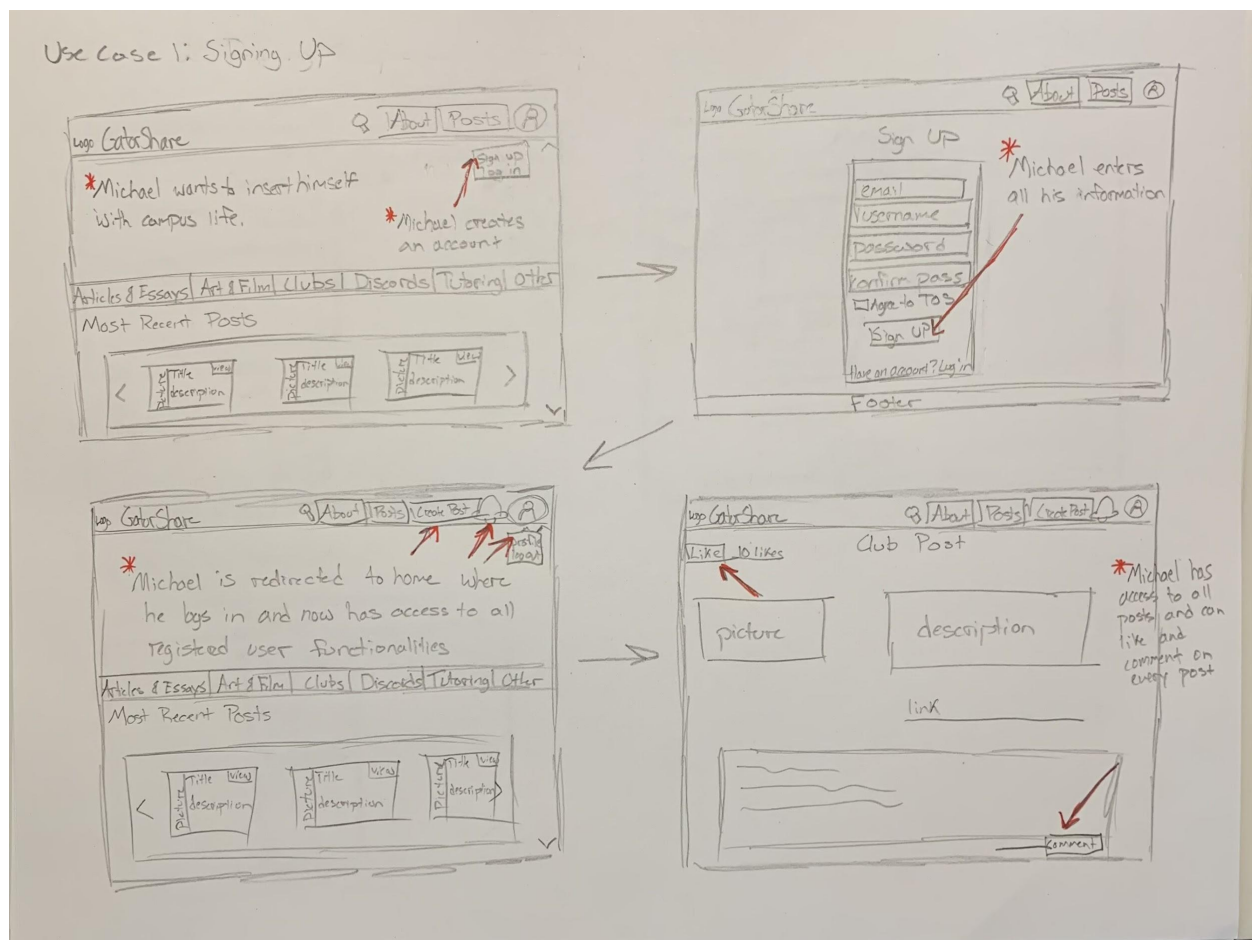 Use Case 1: Signing Up
Logo GatorShare About Posts
Sign up
Log in
*Michael wants to insert himself
with campus life.
*Michael creates
an account
Articles & Essays Art & Film Clubs Discords Tutoring Other
Most Recent Posts
Picture Title View
description
Picture Title View
description
Picture Title View
description
Logo GatorShare About Posts
Sign Up
email
username
password
confirm pass
Agree to TOS
Sign UP
Have an account? Log in
Footer
*Michael enters
all his information
Logo GatorShare About Posts Create Post
profile
logout
*Michael is redirected to home where
he logs in and now has access to all
registered user functionalities
Articles & Essays Art & Film Clubs Discords Tutoring Other
Most Recent Posts
Picture Title View
description
Picture Title View
description
Picture Title View
description
Logo GatorShare About Posts Create Post
Like 10 likes
Club Post
picture
description
link
Comment
*Michael has
access to all
posts and can
like and
comment on
every post